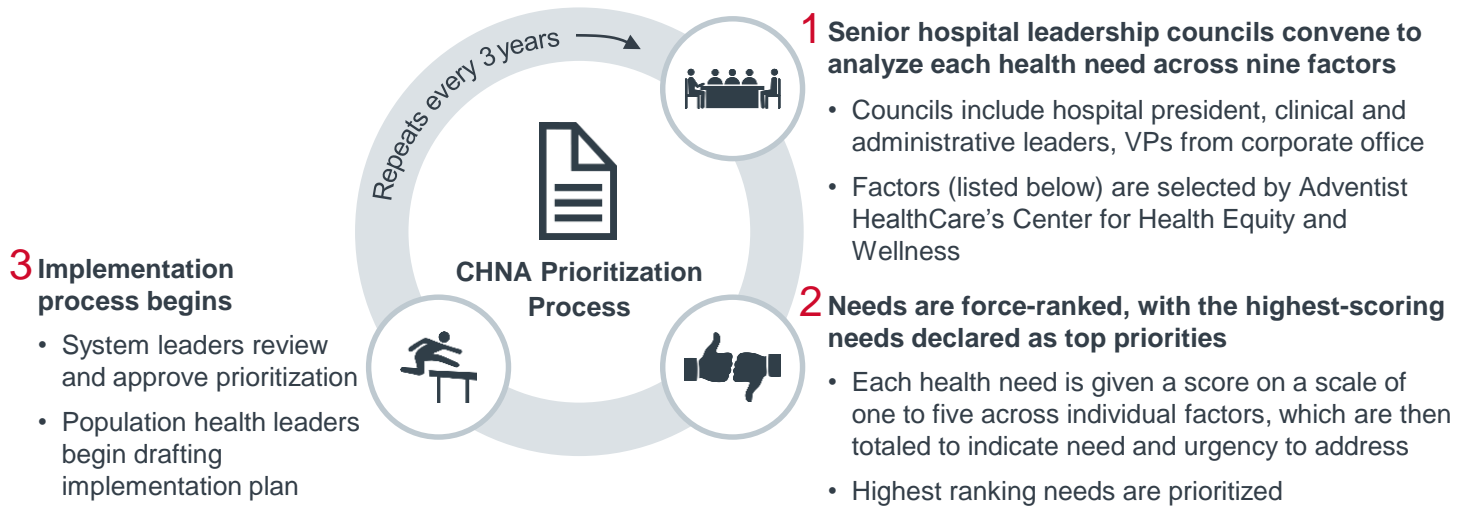 Repeats every 3 years
CHNA Prioritization
Process
1 Senior hospital leadership councils convene to
analyze each health need across nine factors
• Councils include hospital president, clinical and
administrative leaders, VPs from corporate office
• Factors (listed below) are selected by Adventist
HealthCare’s Center for Health Equity and
Wellness
2 Needs are force-ranked, with the highest-scoring
needs declared as top priorities
• Each health need is given a score on a scale of
one to five across individual factors, which are then
totaled to indicate need and urgency to address
• Highest ranking needs are prioritized
3 Implementation
process begins
• System leaders review
and approve prioritization
• Population health leaders
begin drafting
implementation plan